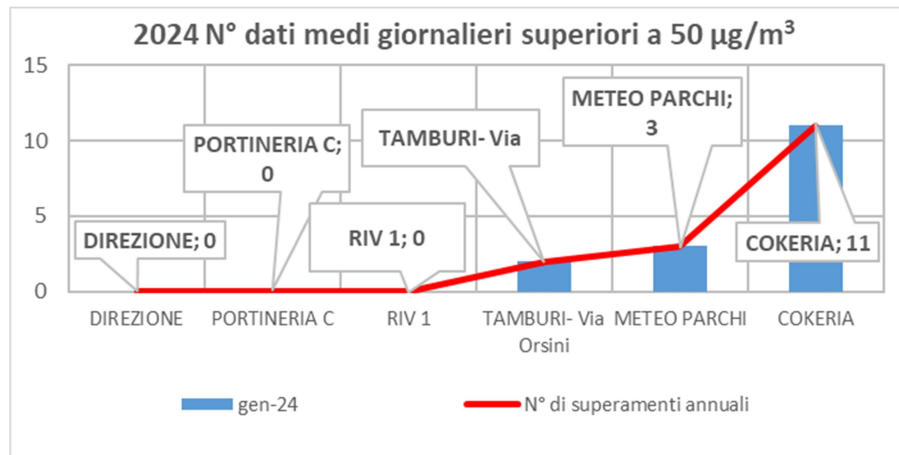 2024 N° dati medi giornalieri superiori a 50 µg/m³
15
10
5
0
DIREZIONE; 0
PORTINERIA C;
0
RIV 1; 0
TAMBURI- Via
METEO PARCHI;
3
COKERIA; 11
DIREZIONE
PORTINERIA C
RIV 1
TAMBURI- Via
Orsini
METEO PARCHI
COKERIA
gen-24
N° di superamenti annuali